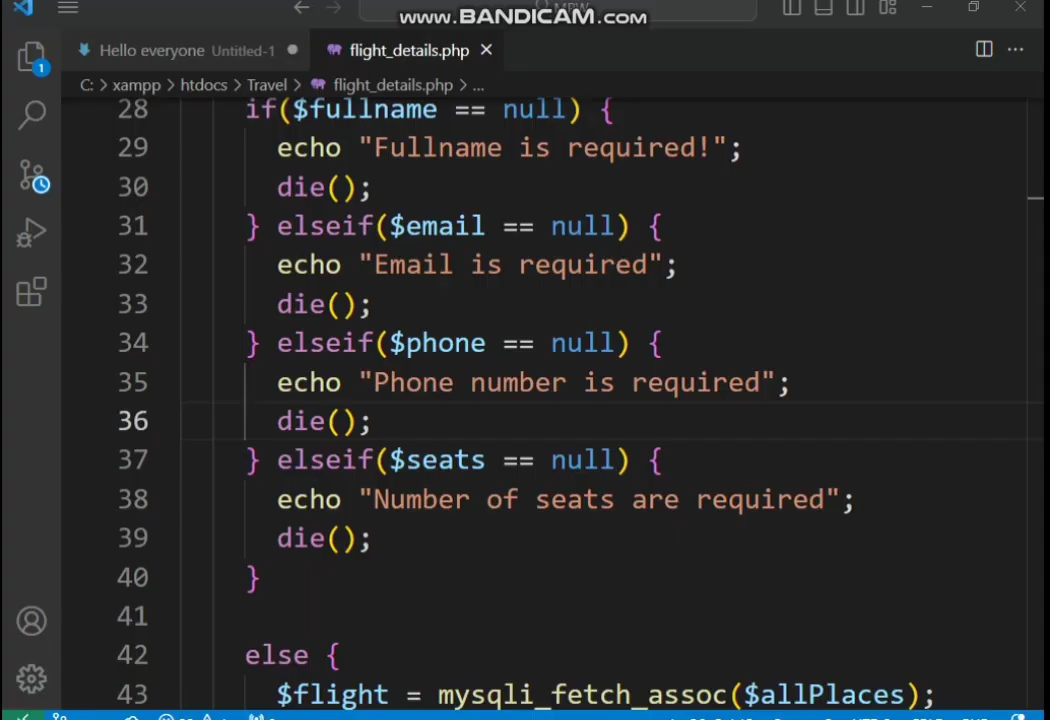 www.BANDICAM.com
Hello everyone Untitled-1
flight_details.php
C: > xampp > htdocs > Travel > flight_details.php > ...
28 if($fullname == null) {
29 echo "Fullname is required!";
30 die();
31 } elseif($email == null) {
32 echo "Email is required";
33 die();
34 } elseif($phone == null) {
35 echo "Phone number is required";
36 die();
37 } elseif($seats == null) {
38 echo "Number of seats are required";
39 die();
40 }
41
42 else {
43 $flight = mysqli_fetch_assoc($allPlaces);
1